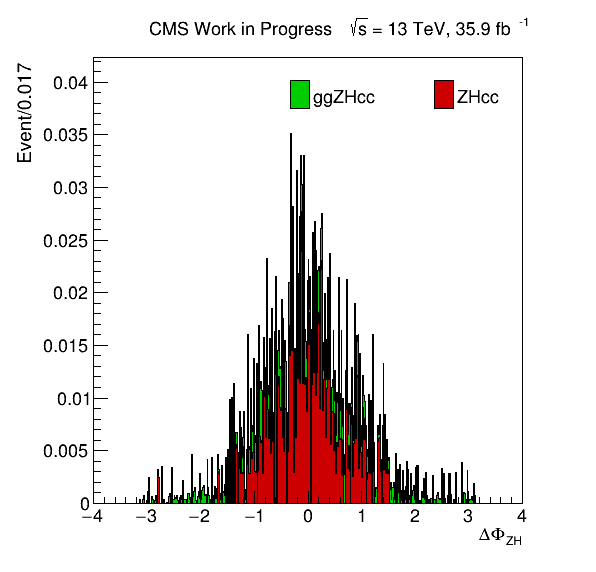 CMS Work in Progress √s = 13 TeV, 35.9 fb⁻¹
Event/0.017
ggZHcc ZHcc
0.04
0.035
0.03
0.025
0.02
0.015
0.01
0.005
0
−4 −3 −2 −1 0 1 2 3 4
ΔΦ_ZH